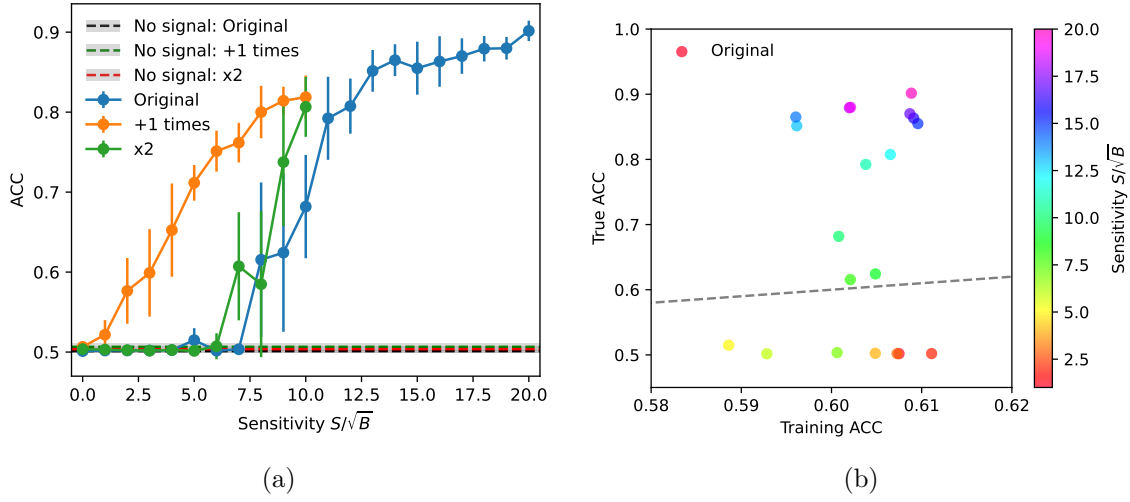 No signal: Original
No signal: +1 times
No signal: x2
Original
+1 times
x2
ACC
0.9
0.8
0.7
0.6
0.5
0.0 2.5 5.0 7.5 10.0 12.5 15.0 17.5 20.0
Sensitivity S/√B
(a)
Original
True ACC
1.0
0.9
0.8
0.7
0.6
0.5
0.58 0.59 0.60 0.61 0.62
Training ACC
20.0
17.5
15.0
12.5
10.0
7.5
5.0
2.5
Sensitivity S/√B
(b)